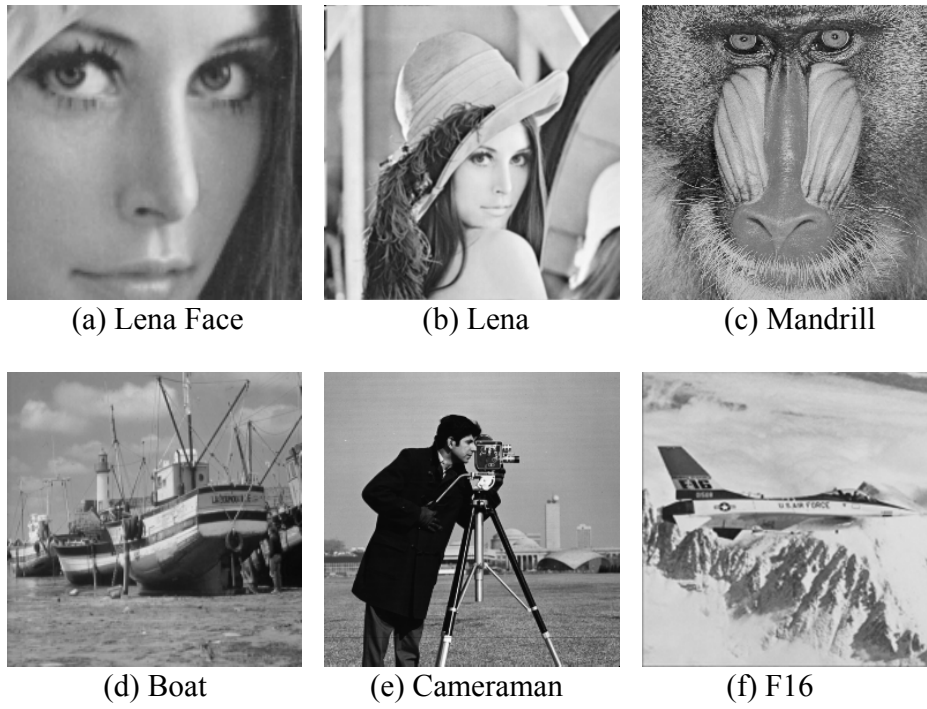 (a) Lena Face
(b) Lena
(c) Mandrill
F16
U.S. AIR FORCE
(d) Boat
(e) Cameraman
(f) F16